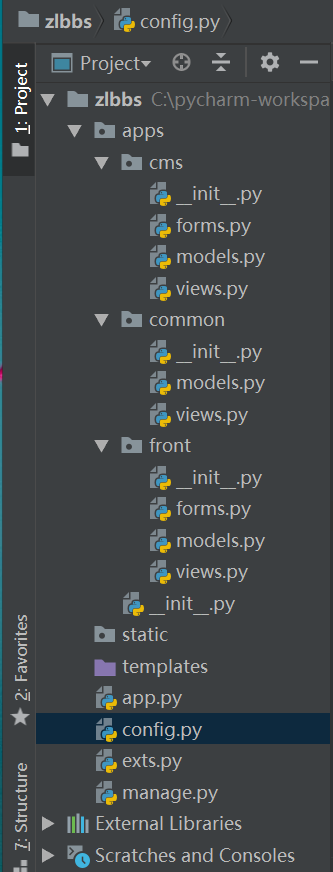 zlbbs config.py
1: Project
Project
zlbbs C:\pycharm-workspa
apps
cms
__init__.py
forms.py
models.py
views.py
common
__init__.py
models.py
views.py
front
__init__.py
forms.py
models.py
views.py
__init__.py
static
templates
app.py
config.py
exts.py
manage.py
External Libraries
Scratches and Consoles
2: Favorites
7: Structure